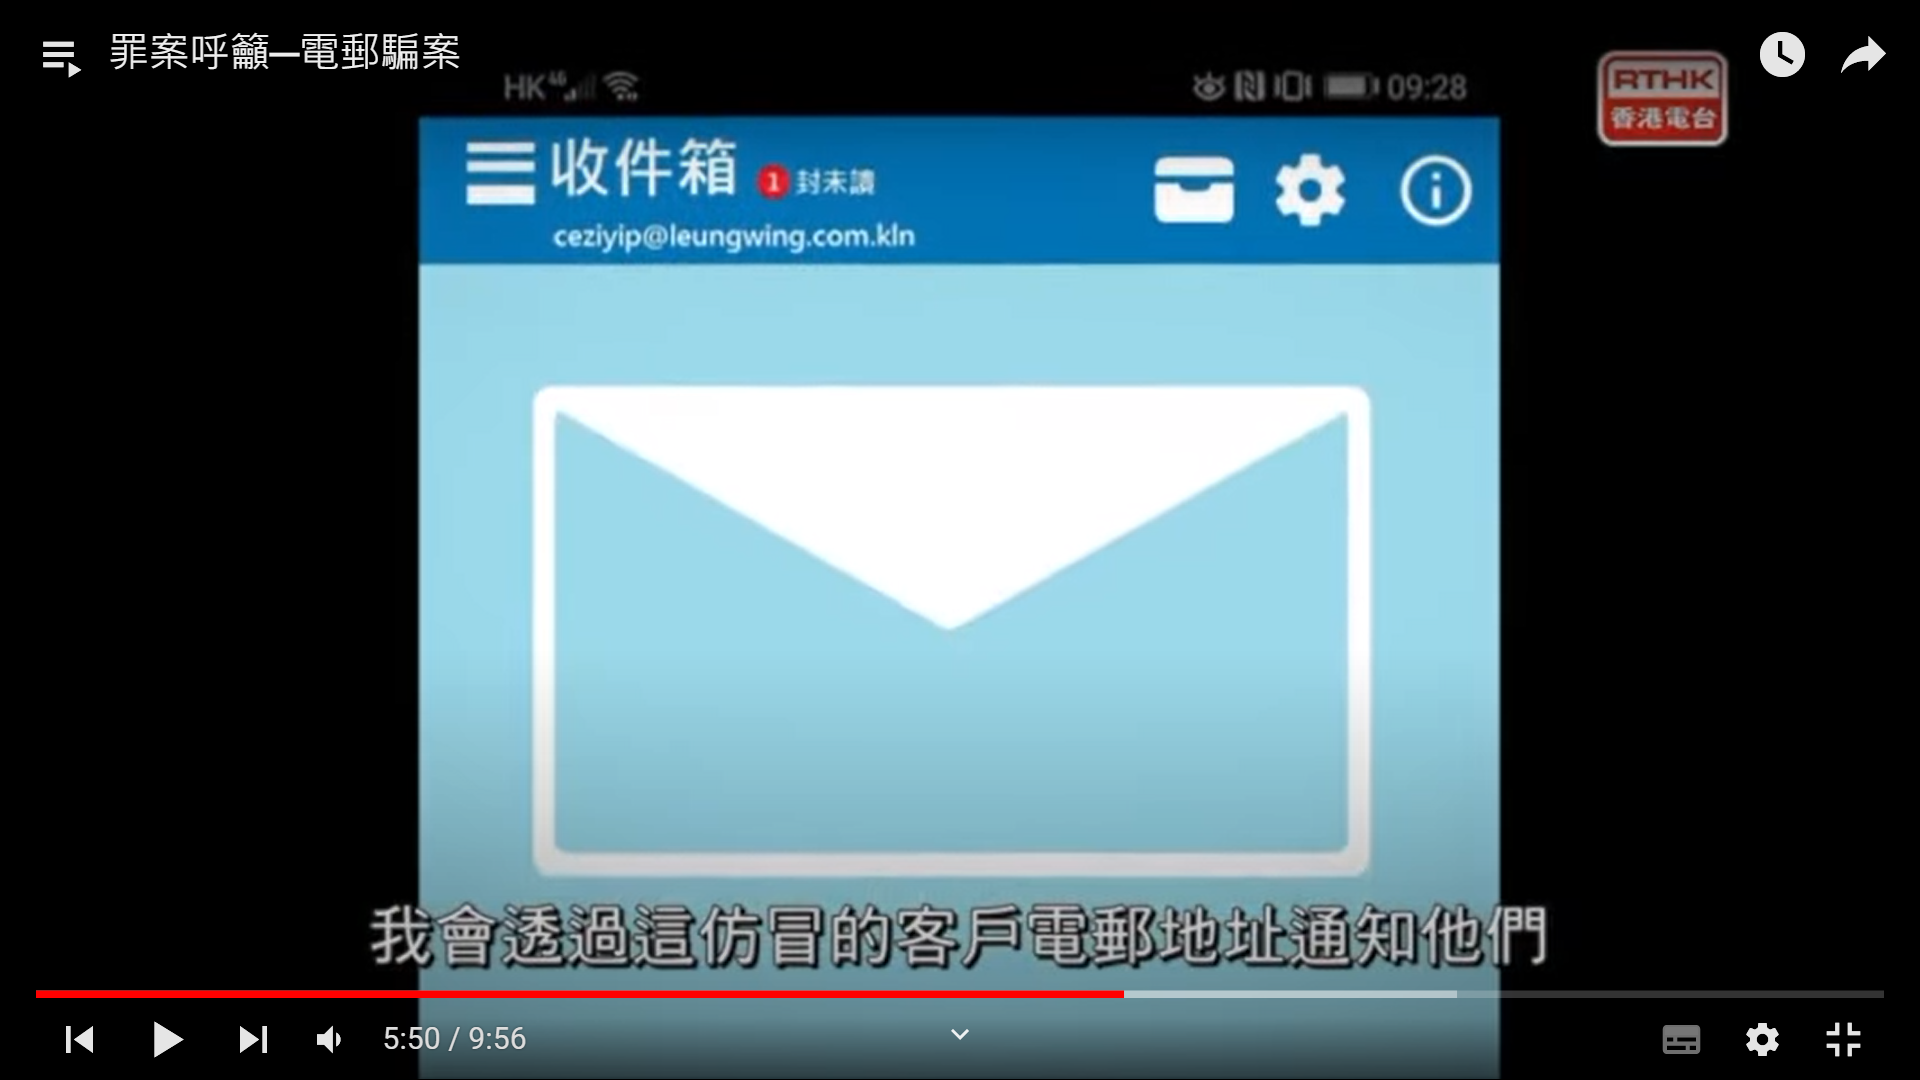 罪案呼籲─電郵騙案
HK 4G
09:28
RTHK
香港電台
收件箱 1 封未讀
ceziyip@leungwing.com.kln
我會透過這仿冒的客戶電郵地址通知他們
5:50 / 9:56